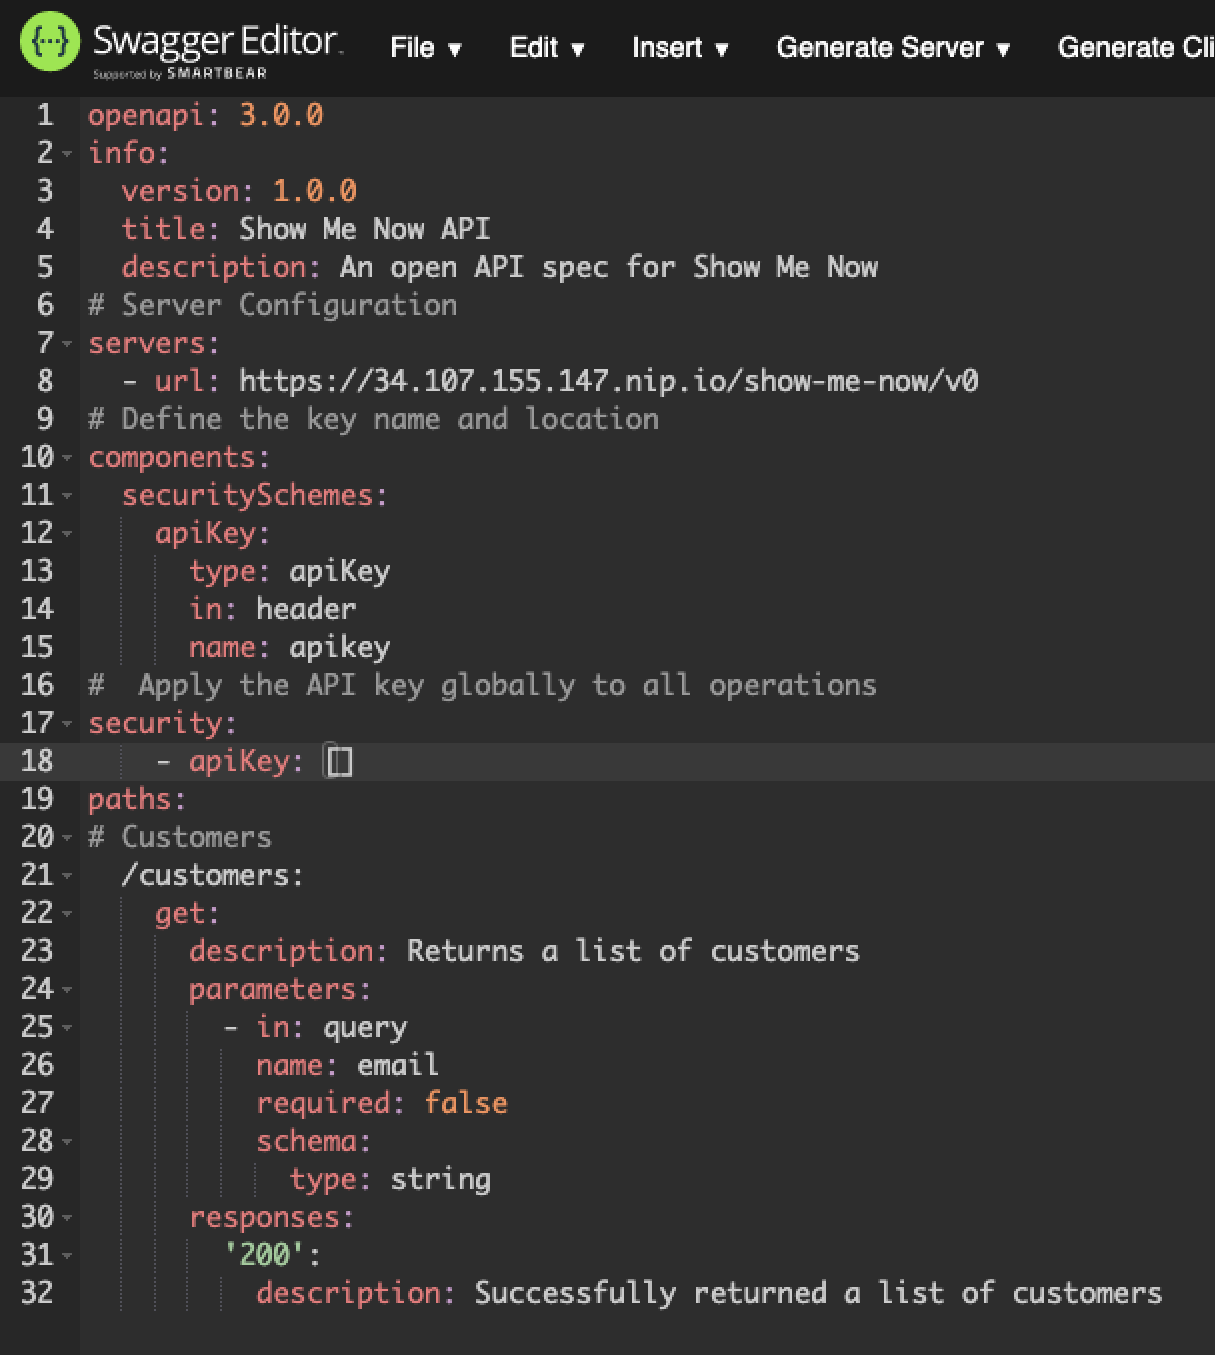 {···} Swagger Editor. File ▾ Edit ▾ Insert ▾ Generate Server ▾ Generate Cli
Supported by SMARTBEAR
1 openapi: 3.0.0
2 info:
3   version: 1.0.0
4   title: Show Me Now API
5   description: An open API spec for Show Me Now
6 # Server Configuration
7 servers:
8   - url: https://34.107.155.147.nip.io/show-me-now/v0
9 # Define the key name and location
10 components:
11   securitySchemes:
12     apiKey:
13       type: apiKey
14       in: header
15       name: apikey
16 #  Apply the API key globally to all operations
17 security:
18     - apiKey: []
19 paths:
20 # Customers
21   /customers:
22     get:
23       description: Returns a list of customers
24       parameters:
25         - in: query
26           name: email
27           required: false
28           schema:
29             type: string
30       responses:
31         '200':
32           description: Successfully returned a list of customers